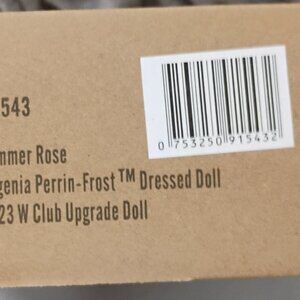 543
0 753250 915432
mmer Rose
genia Perrin-Frost™ Dressed Doll
23 W Club Upgrade Doll